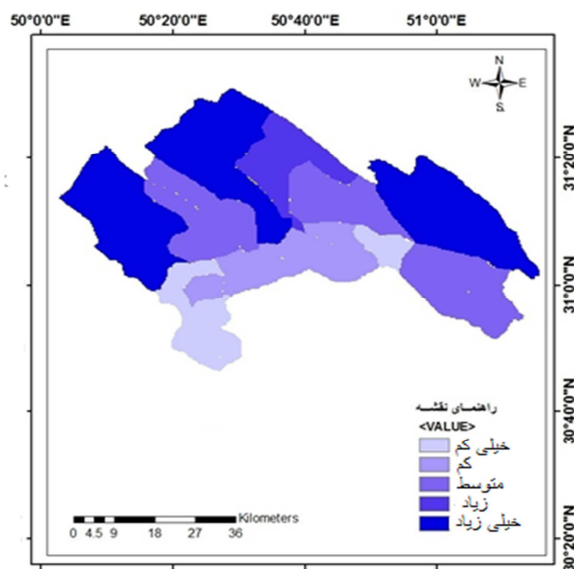 50°0'0"E 50°20'0"E 50°40'0"E 51°0'0"E
N
W E
S
31°20'0"N
31°0'0"N
30°40'0"N
30°20'0"N
راهنمای نقشه
<VALUE>
خیلی کم
کم
متوسط
زیاد
خیلی زیاد
Kilometers
0 4.5 9 18 27 36